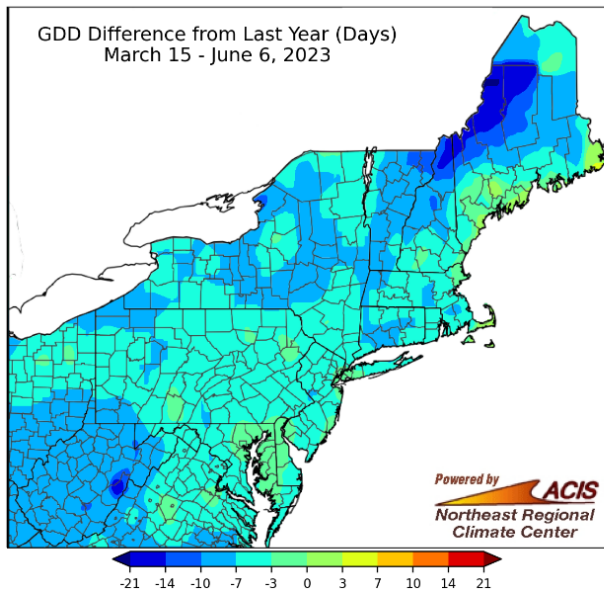 GDD Difference from Last Year (Days)
March 15 - June 6, 2023
Powered by
ACIS
Northeast Regional
Climate Center
-21 -14 -10 -7 -3 0 3 7 10 14 21